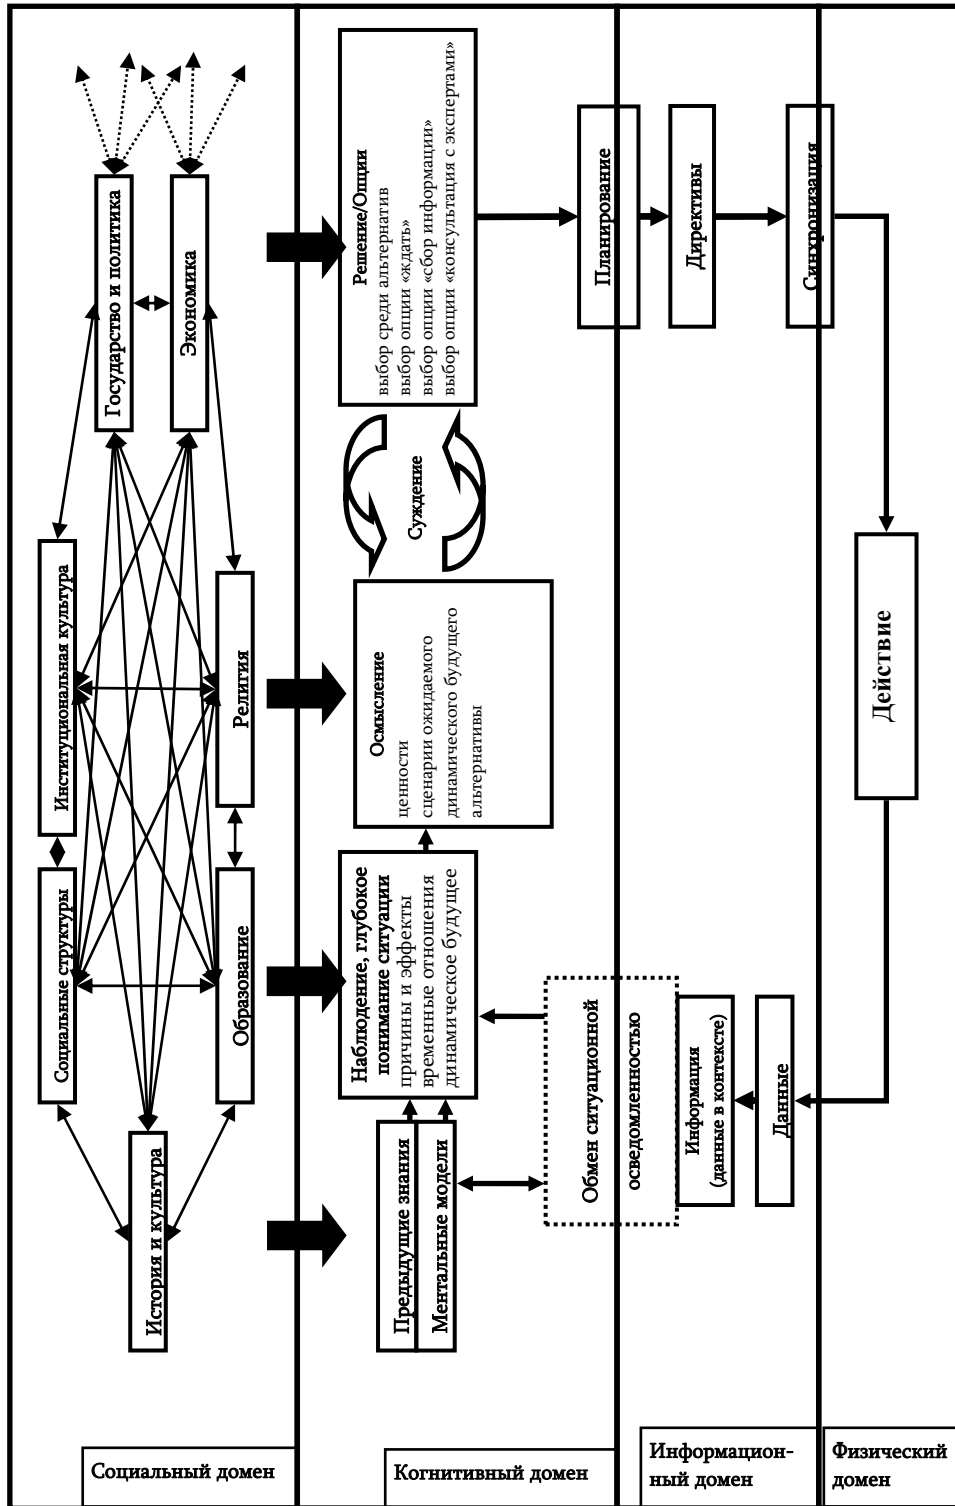 Социальный домен
История и культура
Социальные структуры
Институциональная культура
Образование
Религия
Государство и политика
Экономика
Когнитивный домен
Предыдущие знания
Ментальные модели
Наблюдение, глубокое
понимание ситуации
причины и эффекты
временные отношения
динамическое будущее
Осмысление
ценности
сценарии ожидаемого
динамического будущего
альтернативы
Суждение
Решение/Опции
выбор среди альтернатив
выбор опции «ждать»
выбор опции «сбор информации»
выбор опции «консультация с экспертами»
Обмен ситуационной
осведомленностью
Планирование
Информацион-
ный домен
Информация
(данные в контексте)
Данные
Директивы
Синхронизация
Физический
домен
Действие